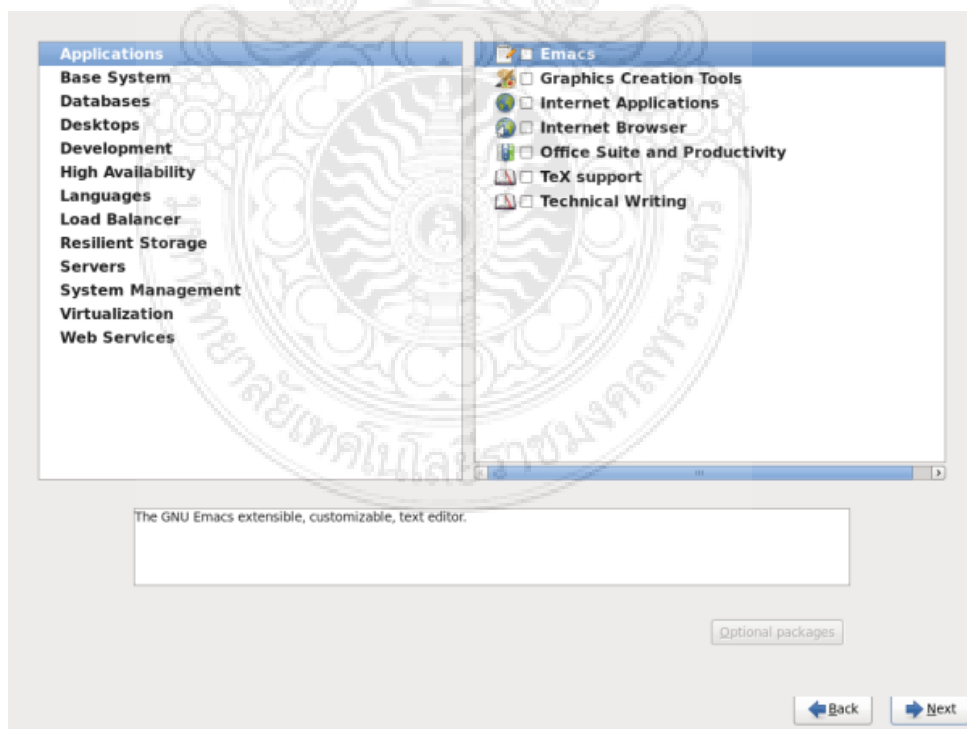 Applications
Base System
Databases
Desktops
Development
High Availability
Languages
Load Balancer
Resilient Storage
Servers
System Management
Virtualization
Web Services
Emacs
Graphics Creation Tools
Internet Applications
Internet Browser
Office Suite and Productivity
TeX support
Technical Writing
The GNU Emacs extensible, customizable, text editor.
Optional packages
Back
Next